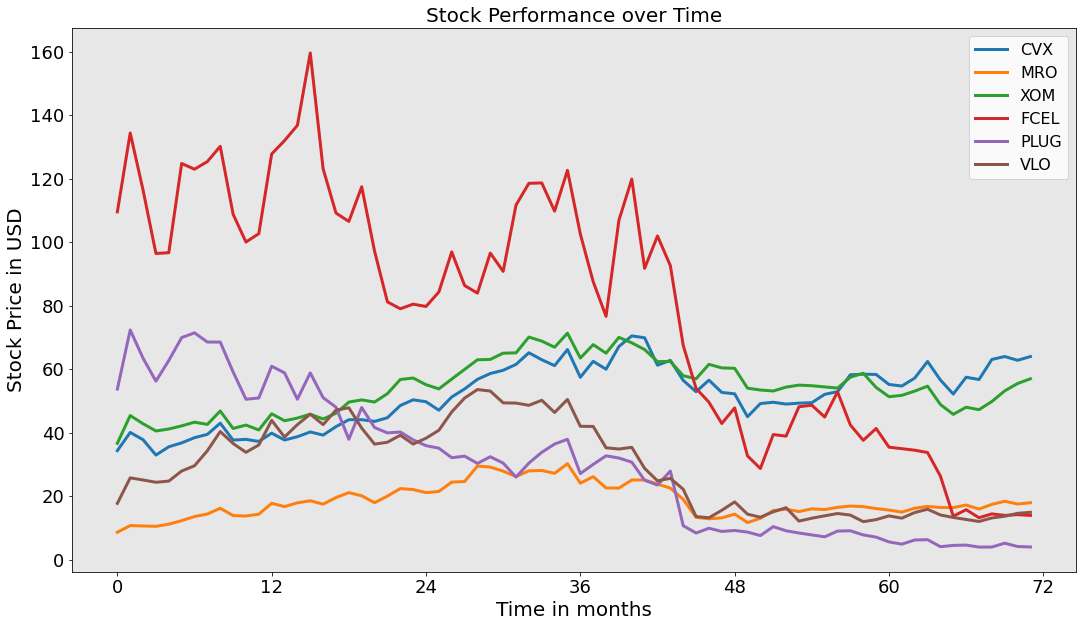 Stock Performance over Time
Stock Price in USD
160
140
120
100
80
60
40
20
0
CVX
MRO
XOM
FCEL
PLUG
VLO
0 12 24 36 48 60 72
Time in months